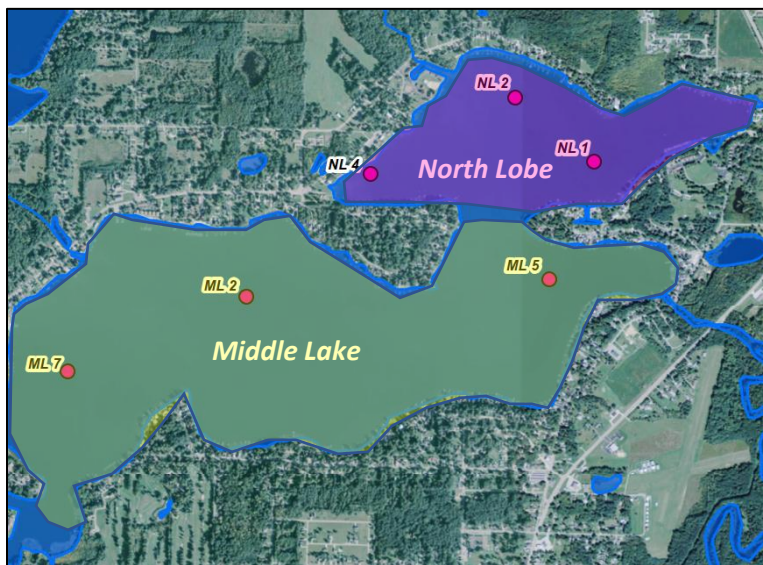 NL 2
NL 4
NL 1
North Lobe
ML 5
ML 2
Middle Lake
ML 7